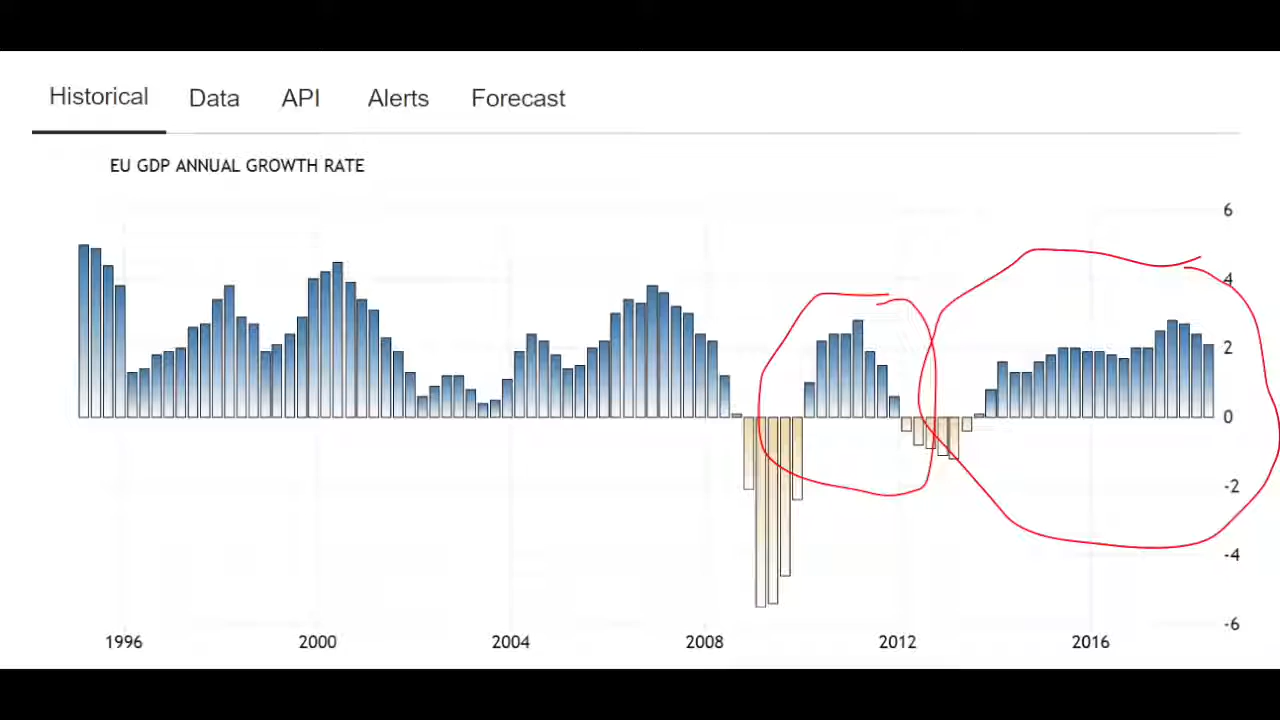 Historical Data API Alerts Forecast
EU GDP ANNUAL GROWTH RATE
6
4
2
0
-2
-4
-6
1996 2000 2004 2008 2012 2016